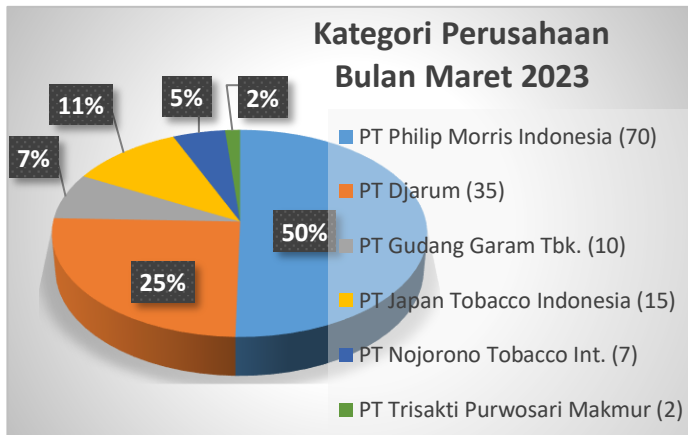 Kategori Perusahaan
Bulan Maret 2023
11%
5%
2%
7%
50%
25%
PT Philip Morris Indonesia (70)
PT Djarum (35)
PT Gudang Garam Tbk. (10)
PT Japan Tobacco Indonesia (15)
PT Nojorono Tobacco Int. (7)
PT Trisakti Purwosari Makmur (2)